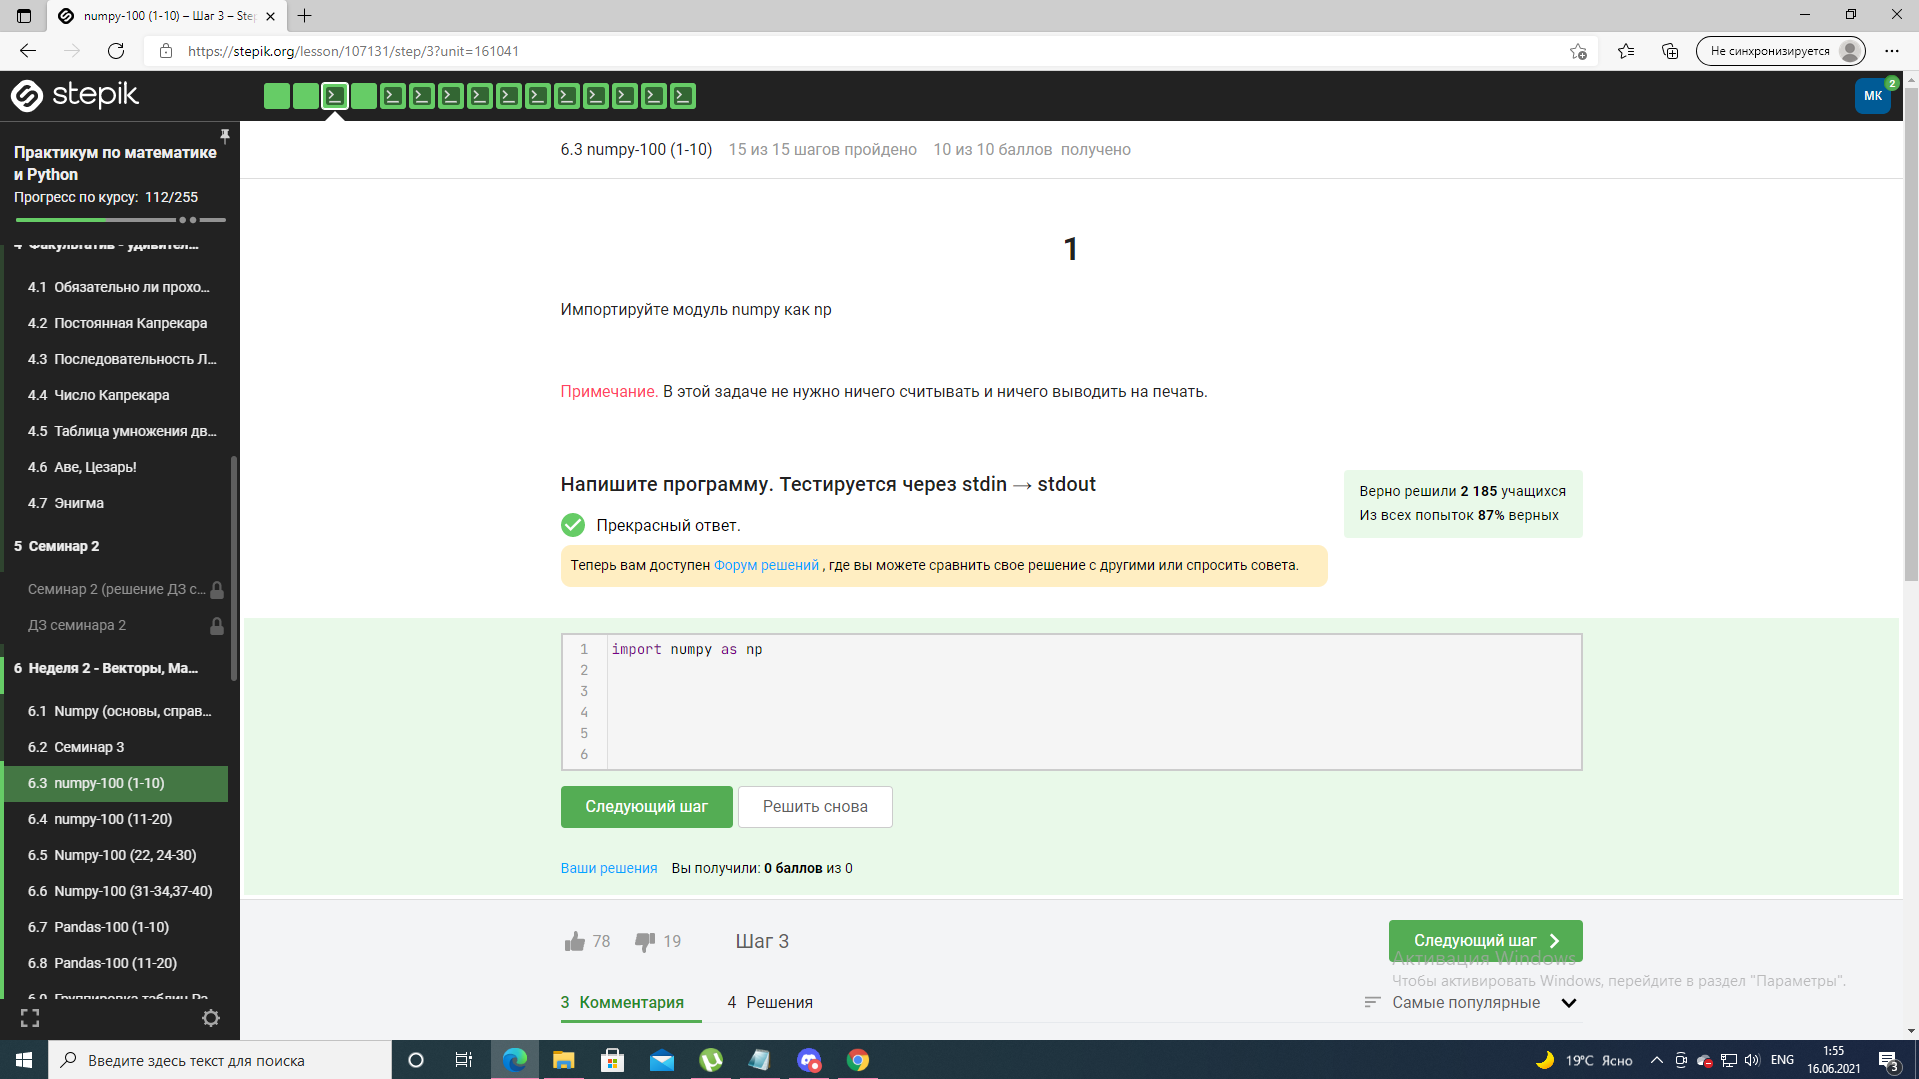 numpy-100 (1-10) – Шаг 3 – Step
https://stepik.org/lesson/107131/step/3?unit=161041
Не синхронизируется
stepik
МК
2
Практикум по математике
и Python
Прогресс по курсу: 112/255
4 Факультатив - удивител...
4.1 Обязательно ли прохо...
4.2 Постоянная Капрекара
4.3 Последовательность Л...
4.4 Число Капрекара
4.5 Таблица умножения дв...
4.6 Аве, Цезарь!
4.7 Энигма
5 Семинар 2
Семинар 2 (решение ДЗ с...
ДЗ семинара 2
6 Неделя 2 - Векторы, Ма...
6.1 Numpy (основы, справ...
6.2 Семинар 3
6.3 numpy-100 (1-10)
6.4 numpy-100 (11-20)
6.5 Numpy-100 (22, 24-30)
6.6 Numpy-100 (31-34,37-40)
6.7 Pandas-100 (1-10)
6.8 Pandas-100 (11-20)
6.9 Группировка таблиц Pa...
6.3 numpy-100 (1-10) 15 из 15 шагов пройдено 10 из 10 баллов получено
1
Импортируйте модуль numpy как np
Примечание. В этой задаче не нужно ничего считывать и ничего выводить на печать.
Напишите программу. Тестируется через stdin → stdout
Верно решили 2 185 учащихся
Из всех попыток 87% верных
Прекрасный ответ.
Теперь вам доступен Форум решений , где вы можете сравнить свое решение с другими или спросить совета.
1 import numpy as np
2
3
4
5
6
Следующий шаг Решить снова
Ваши решения Вы получили: 0 баллов из 0
78 19 Шаг 3 Следующий шаг
Активация Windows
Чтобы активировать Windows, перейдите в раздел "Параметры".
3 Комментария 4 Решения Самые популярные
Введите здесь текст для поиска
19°C Ясно
ENG
1:55
16.06.2021
3